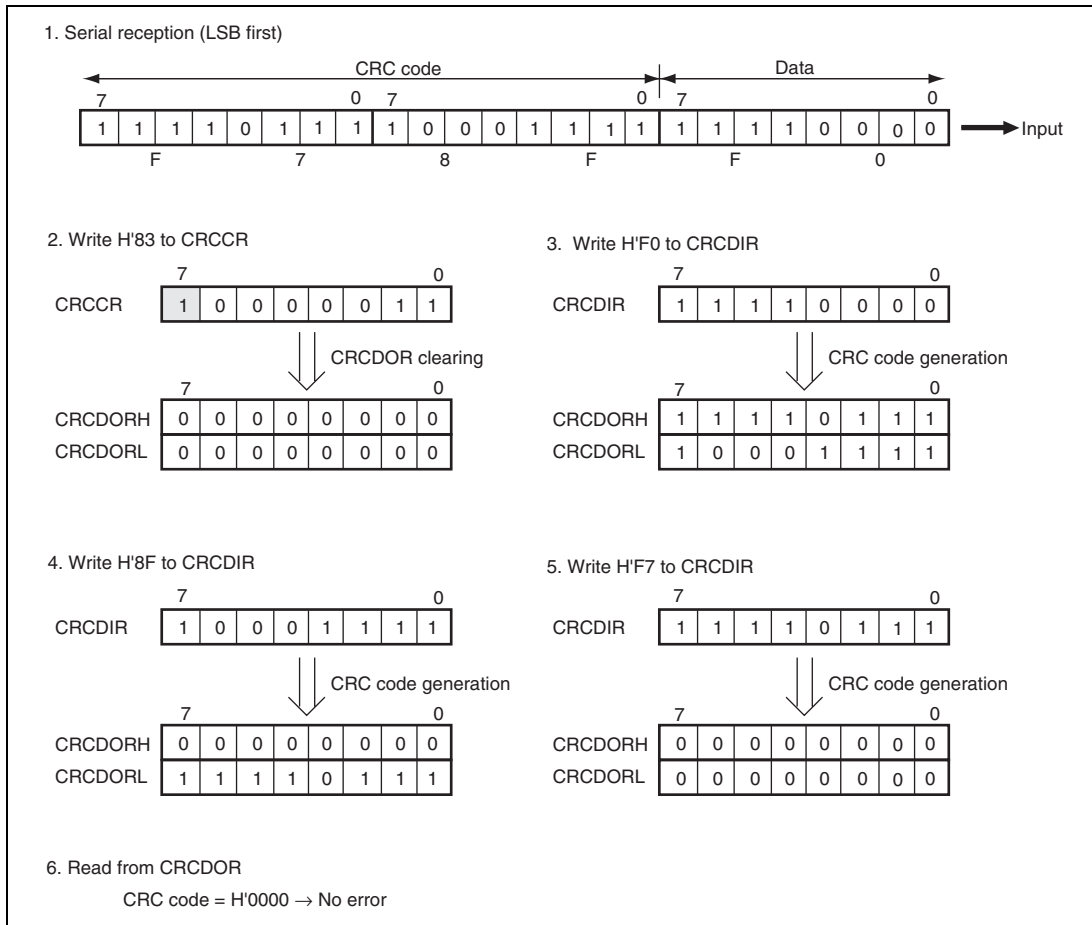 1. Serial reception (LSB first)
CRC code Data
7 0 7 0 7 0
1 1 1 1 0 1 1 1 1 0 0 0 1 1 1 1 1 1 1 1 0 0 0 0 Input
F 7 8 F F 0
2. Write H'83 to CRCCR
7 0
CRCCR 1 0 0 0 0 0 1 1
CRCDOR clearing
7 0
CRCDORH 0 0 0 0 0 0 0 0
CRCDORL 0 0 0 0 0 0 0 0
3. Write H'F0 to CRCDIR
7 0
CRCDIR 1 1 1 1 0 0 0 0
CRC code generation
7 0
CRCDORH 1 1 1 1 0 1 1 1
CRCDORL 1 0 0 0 1 1 1 1
4. Write H'8F to CRCDIR
7 0
CRCDIR 1 0 0 0 1 1 1 1
CRC code generation
7 0
CRCDORH 0 0 0 0 0 0 0 0
CRCDORL 1 1 1 1 0 1 1 1
5. Write H'F7 to CRCDIR
7 0
CRCDIR 1 1 1 1 0 1 1 1
CRC code generation
7 0
CRCDORH 0 0 0 0 0 0 0 0
CRCDORL 0 0 0 0 0 0 0 0
6. Read from CRCDOR
CRC code = H'0000 → No error